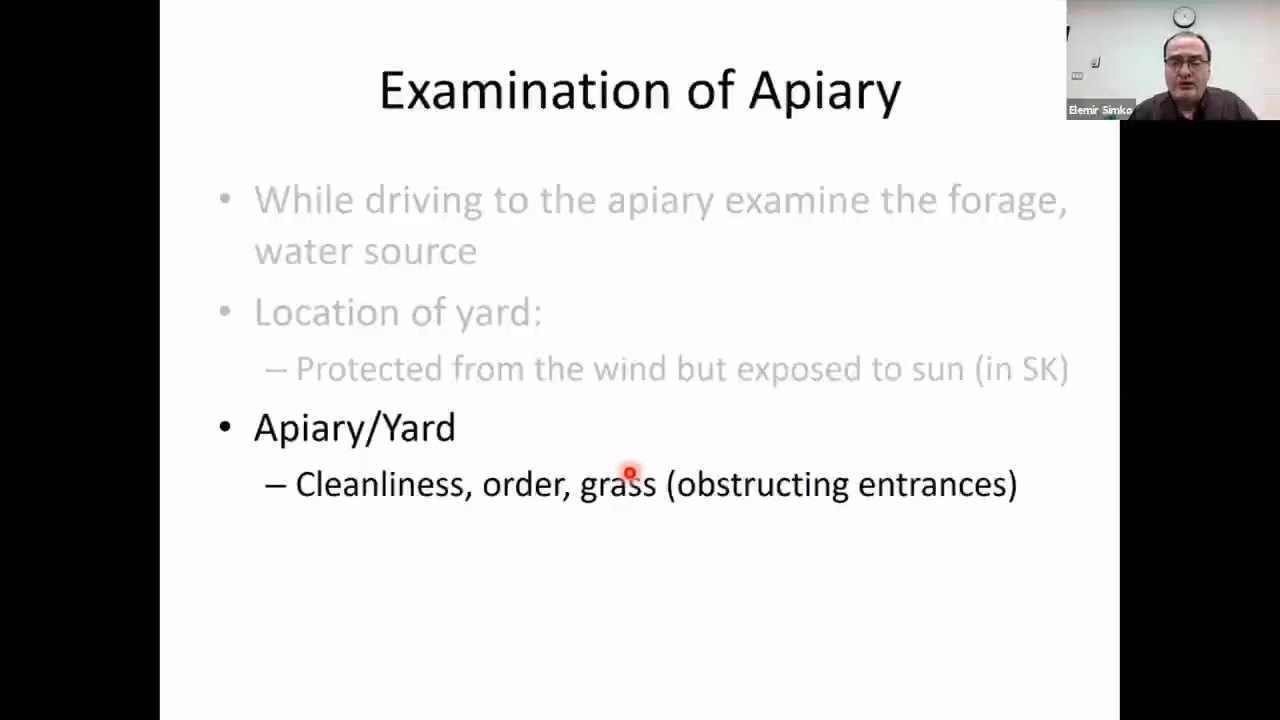 Examination of Apiary
Elemir Simko
• While driving to the apiary examine the forage,
water source
• Location of yard:
– Protected from the wind but exposed to sun (in SK)
• Apiary/Yard
– Cleanliness, order, grass (obstructing entrances)